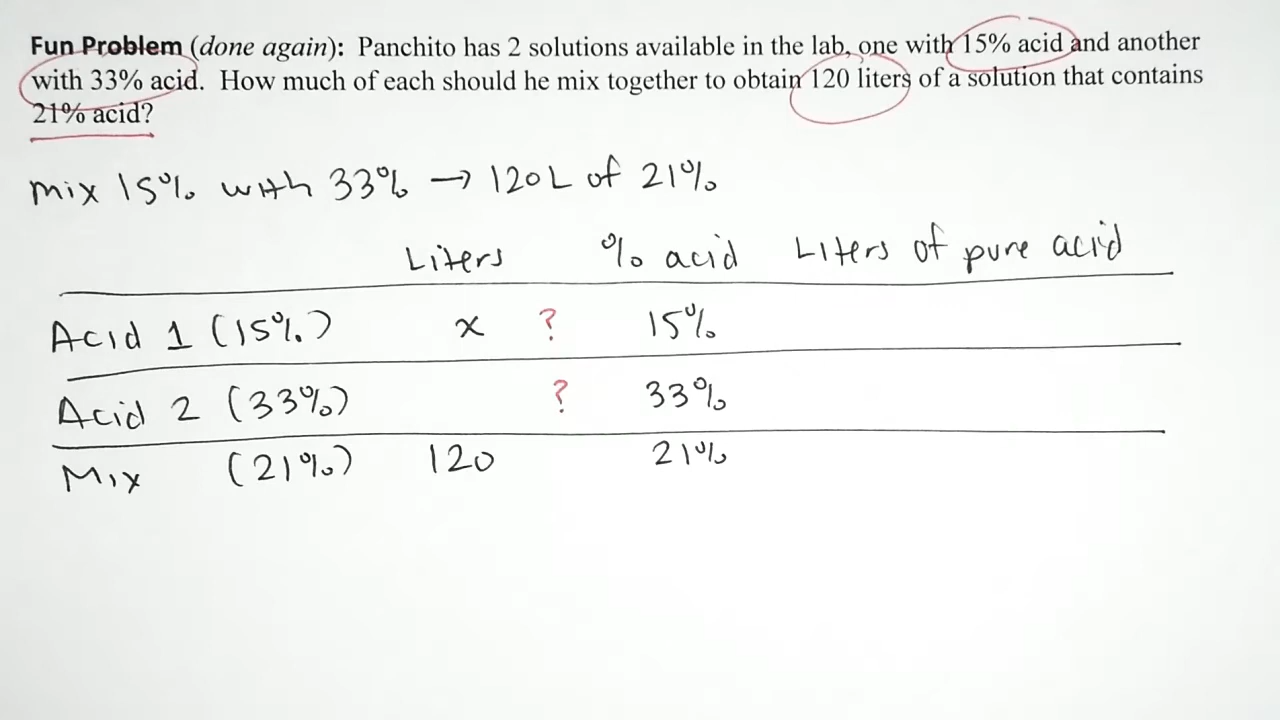 Fun Problem (done again): Panchito has 2 solutions available in the lab, one with 15% acid and another
with 33% acid. How much of each should he mix together to obtain 120 liters of a solution that contains
21% acid?
Mix 15% with 33% → 120L of 21%
Liters % acid Liters of pure acid
Acid 1 (15%) x ? 15%
Acid 2 (33%) ? 33%
Mix (21%) 120 21%